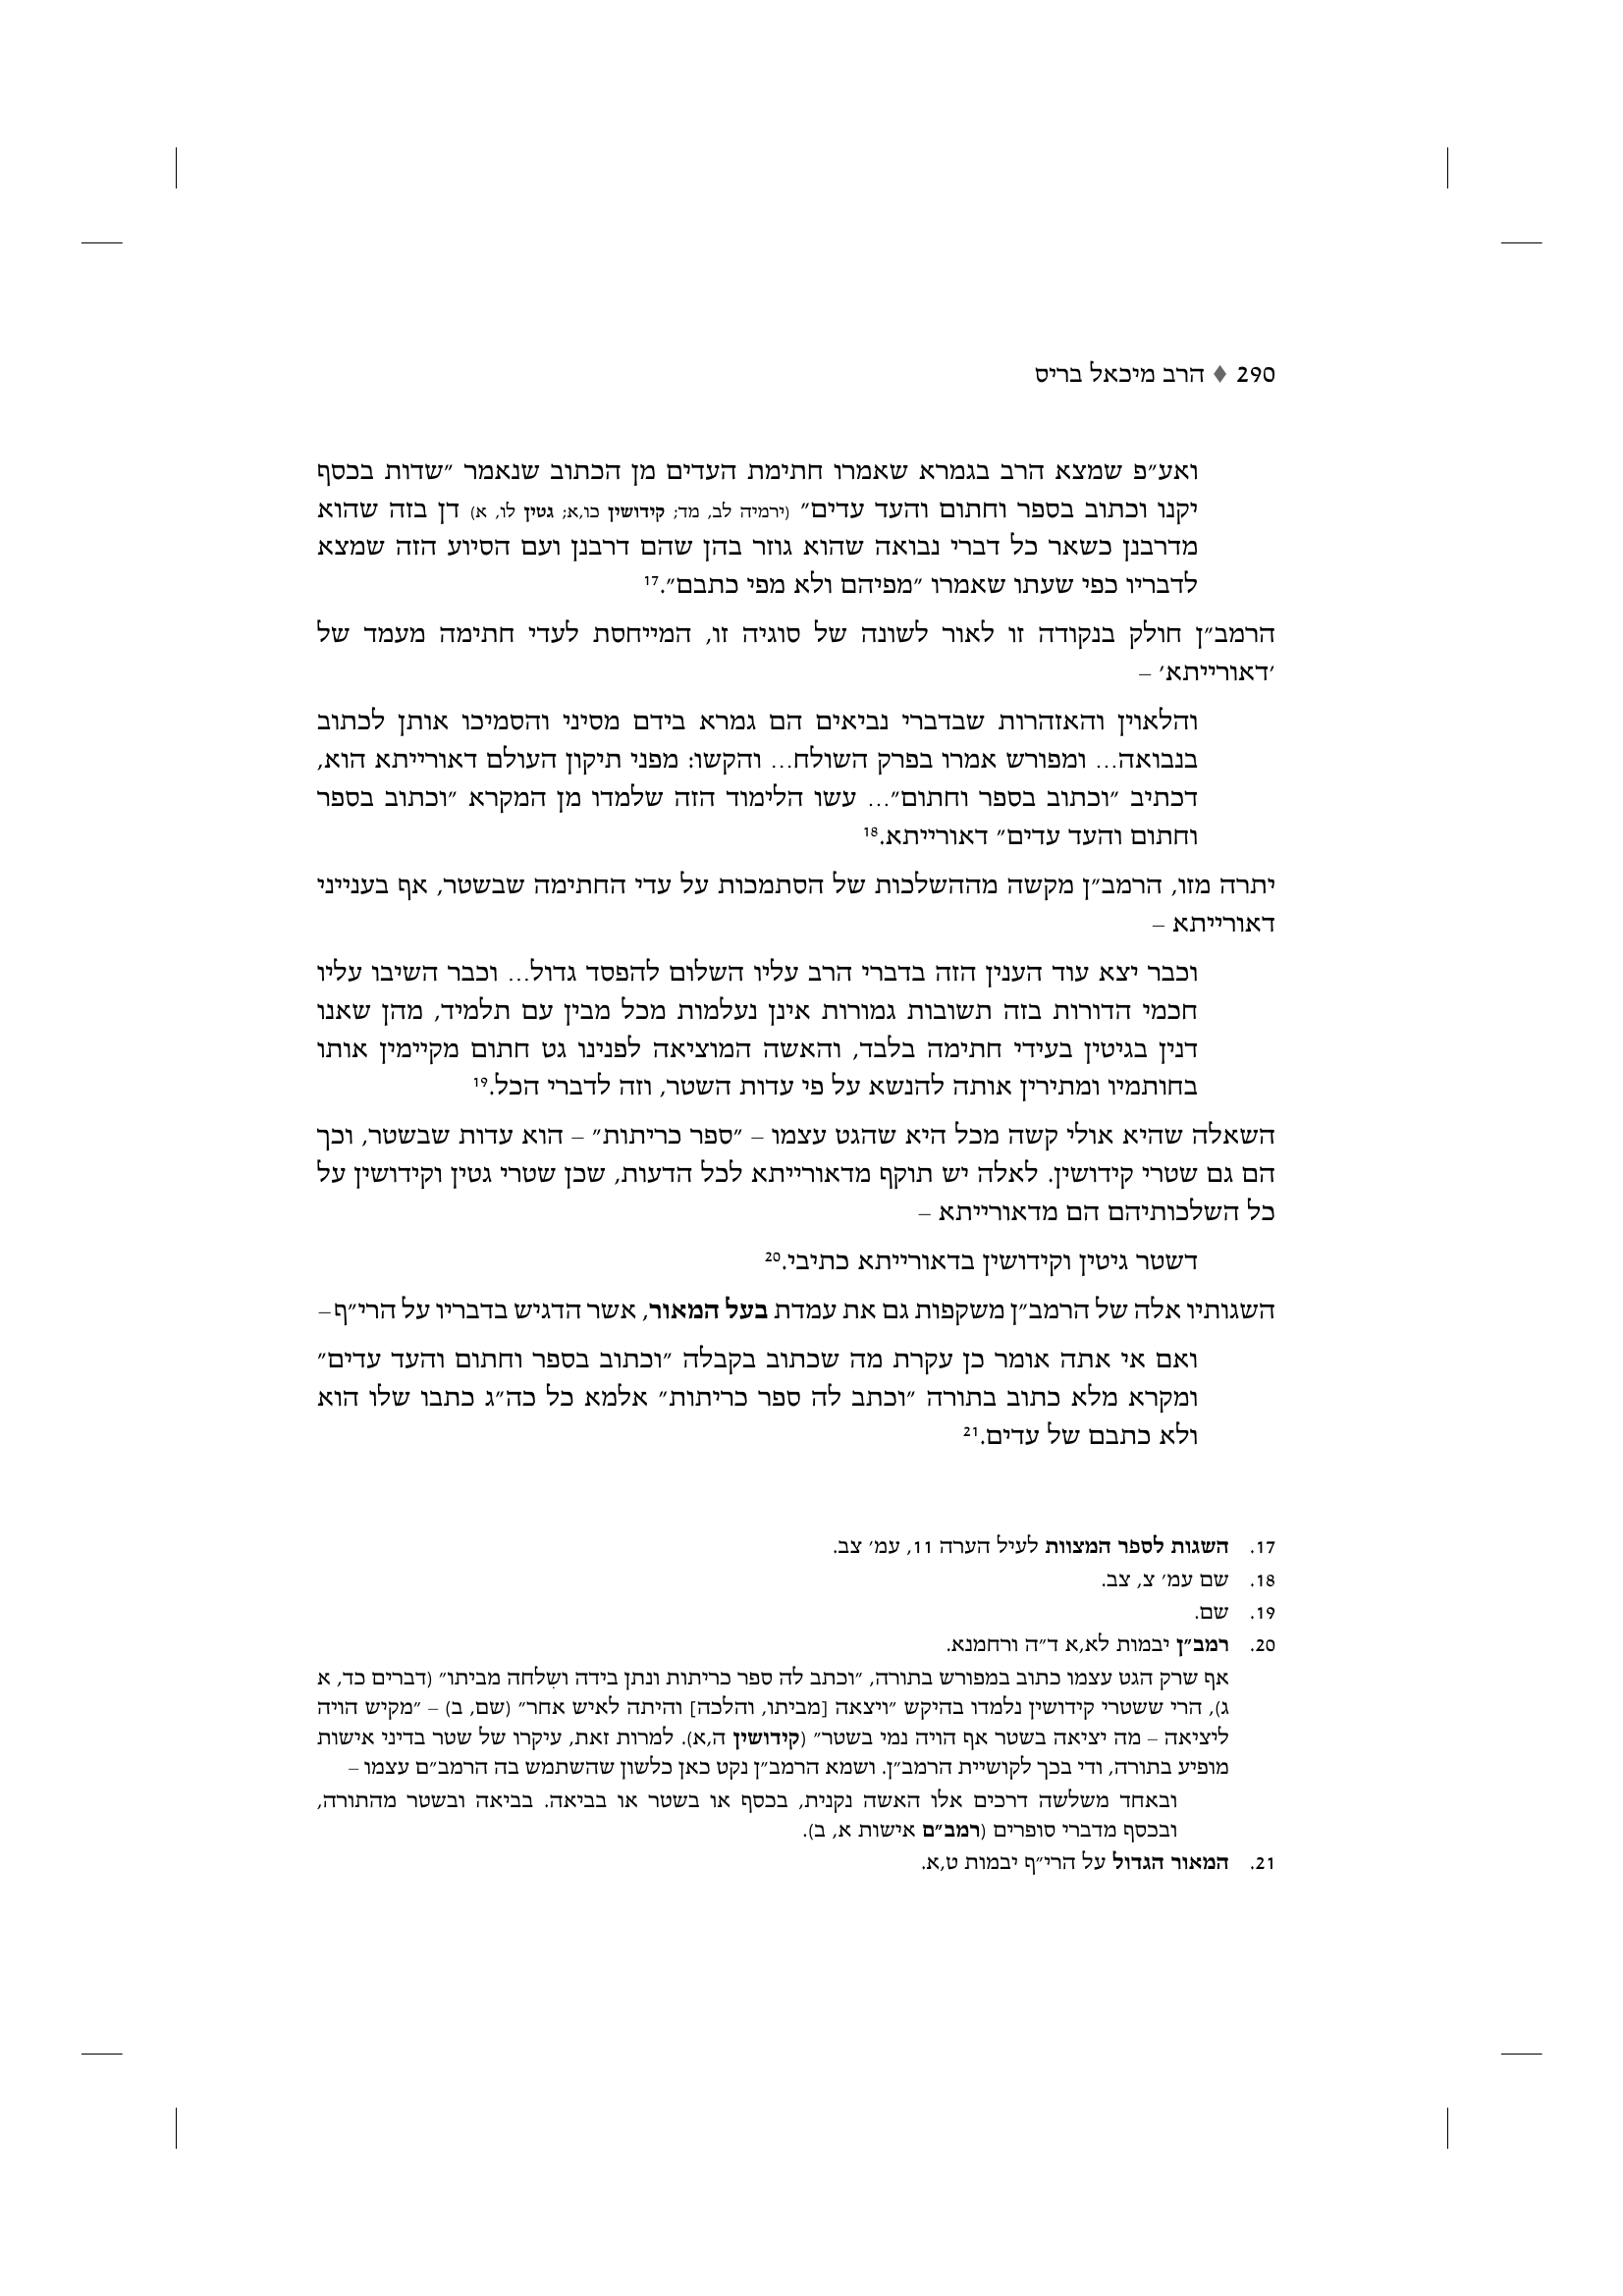 290 ♦ הרב מיכאל בריס
ואע״פ שמצא הרב בגמרא שאמרו חתימת העדים מן הכתוב שנאמר ״שדות בכסף
יקנו וכתוב בספר וחתום והעד עדים״ (ירמיה לב, מד; קידושין כו,א; גטין לו, א) דן בזה שהוא
מדרבנן כשאר כל דברי נבואה שהוא גוזר בהן שהם דרבנן ועם הסיוע הזה שמצא
לדבריו כפי שעתו שאמרו ״מפיהם ולא מפי כתבם״.17
הרמב״ן חולק בנקודה זו לאור לשונה של סוגיה זו, המייחסת לעדי חתימה מעמד של
׳דאורייתא׳ –
והלאוין והאזהרות שבדברי נביאים הם גמרא בידם מסיני והסמיכו אותן לכתוב
בנבואה... ומפורש אמרו בפרק השולח... והקשו: מפני תיקון העולם דאורייתא הוא,
דכתיב ״וכתוב בספר וחתום״... עשו הלימוד הזה שלמדו מן המקרא ״וכתוב בספר
וחתום והעד עדים״ דאורייתא.18
יתרה מזו, הרמב״ן מקשה מההשלכות של הסתמכות על עדי החתימה שבשטר, אף בענייני
דאורייתא –
וכבר יצא עוד הענין הזה בדברי הרב עליו השלום להפסד גדול... וכבר השיבו עליו
חכמי הדורות בזה תשובות גמורות אינן נעלמות מכל מבין עם תלמיד, מהן שאנו
דנין בגיטין בעידי חתימה בלבד, והאשה המוציאה לפנינו גט חתום מקיימין אותו
בחותמיו ומתירין אותה להנשא על פי עדות השטר, וזה לדברי הכל.19
השאלה שהיא אולי קשה מכל היא שהגט עצמו – ״ספר כריתות״ – הוא עדות שבשטר, וכך
הם גם שטרי קידושין. לאלה יש תוקף מדאורייתא לכל הדעות, שכן שטרי גטין וקידושין על
כל השלכותיהם הם מדאורייתא –
דשטר גיטין וקידושין בדאורייתא כתיבי.20
השגותיו אלה של הרמב״ן משקפות גם את עמדת בעל המאור, אשר הדגיש בדבריו על הרי״ף –
ואם אי אתה אומר כן עקרת מה שכתוב בקבלה ״וכתוב בספר וחתום והעד עדים״
ומקרא מלא כתוב בתורה ״וכתב לה ספר כריתות״ אלמא כל כה״ג כתבו שלו הוא
ולא כתבם של עדים.21
17. השגות לספר המצוות לעיל הערה 11, עמ׳ צב.
18. שם עמ׳ צ, צב.
19. שם.
20. רמב״ן יבמות לא,א ד״ה ורחמנא.
אף שרק הגט עצמו כתוב במפורש בתורה, ״וכתב לה ספר כריתות ונתן בידה ושִלחה מביתו״ (דברים כד, א
ג), הרי ששטרי קידושין נלמדו בהיקש ״ויצאה [מביתו, והלכה] והיתה לאיש אחר״ (שם, ב) – ״מקיש הויה
ליציאה – מה יציאה בשטר אף הויה נמי בשטר״ (קידושין ה,א). למרות זאת, עיקרו של שטר בדיני אישות
מופיע בתורה, ודי בכך לקושיית הרמב״ן. ושמא הרמב״ן נקט כאן כלשון שהשתמש בה הרמב״ם עצמו –
ובאחד משלשה דרכים אלו האשה נקנית, בכסף או בשטר או בביאה. בביאה ובשטר מהתורה,
ובכסף מדברי סופרים (רמב״ם אישות א, ב).
21. המאור הגדול על הרי״ף יבמות ט,א.